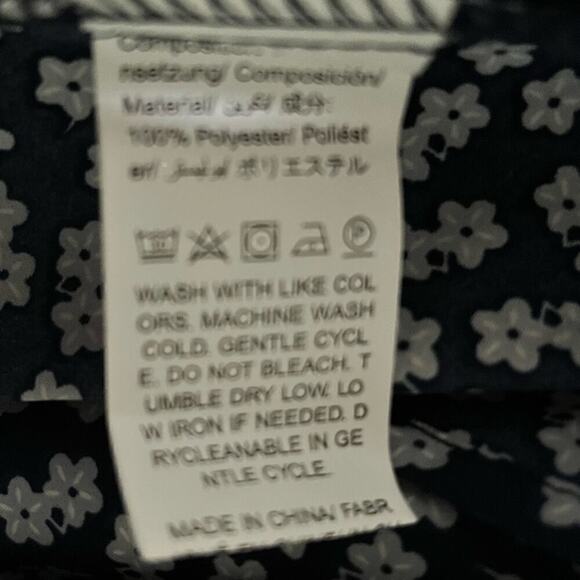 nsetzung/ Composición/
Material/ 成分:
100% Polyester/ Poliést
er/ ポリエステル
WASH WITH LIKE COL
ORS. MACHINE WASH
COLD. GENTLE CYCL
E. DO NOT BLEACH. T
UMBLE DRY LOW. LO
W IRON IF NEEDED. D
RYCLEANABLE IN GE
NTLE CYCLE.
MADE IN CHINA/ FABR